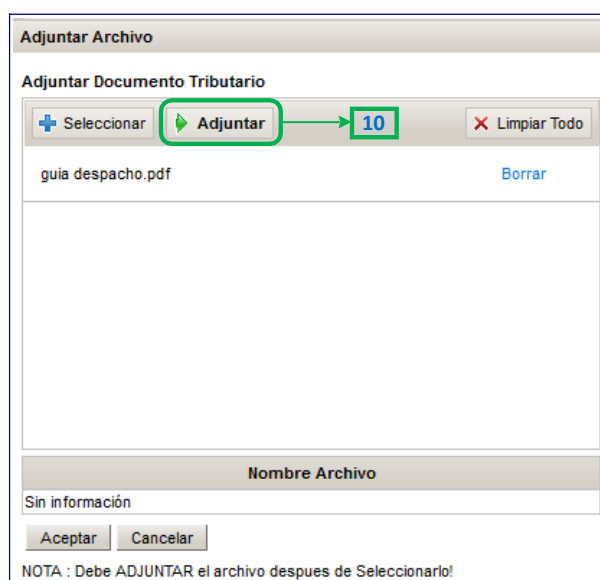 Adjuntar Archivo
Adjuntar Documento Tributario
Seleccionar Adjuntar 10 Limpiar Todo
guia despacho.pdf Borrar
Nombre Archivo
Sin información
Aceptar Cancelar
NOTA : Debe ADJUNTAR el archivo despues de Seleccionarlo!